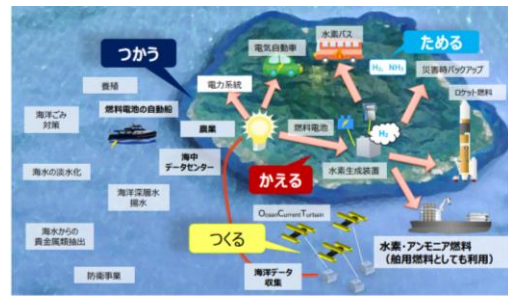 つかう
電気自動車
水素バス
ためる
H₂, NH₃
災害時バックアップ
ロケット燃料
養殖
電力系統
海洋ごみ
対策
燃料電池の自動船
農業
燃料電池
H₂
海中
データセンター
かえる
水素生成装置
海水の淡水化
海洋深層水
揚水
OceanCurrentTurbain
つくる
海水からの
貴金属類抽出
海洋データ
収集
水素・アンモニア燃料
（舶用燃料としても利用）
防衛事業